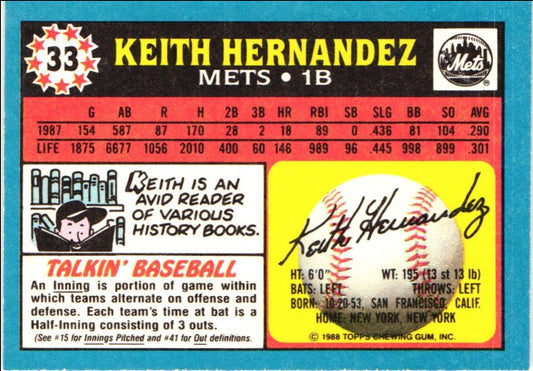 33
KEITH HERNANDEZ
METS • 1B
Mets
G AB R H 2B 3B HR RBI SB SLG BB SO AVG
1987 154 587 87 170 28 2 18 89 0 .436 81 104 .290
LIFE 1875 6677 1056 2010 400 60 146 989 96 .445 998 899 .301
KEITH IS AN
AVID READER
OF VARIOUS
HISTORY BOOKS.
TALKIN' BASEBALL
An Inning is portion of game within
which teams alternate on offense and
defense. Each team's time at bat is a
Half-Inning consisting of 3 outs.
(See #15 for Innings Pitched and #41 for Out definitions.
Keith Hernandez
HT: 6'0" WT: 195 (13 st 13 lb)
BATS: LEFT THROWS: LEFT
BORN: 10-20-53, SAN FRANCISCO, CALIF.
HOME: NEW YORK, NEW YORK
© 1988 TOPPS CHEWING GUM, INC.